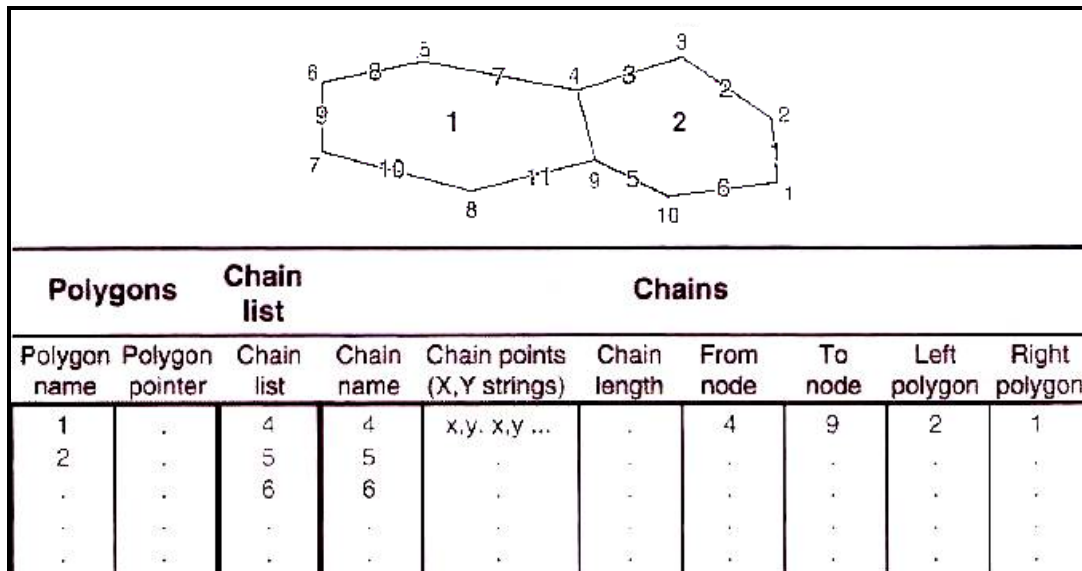 3
5
6 8 7 4 3
2
9 1 2 2
1
7 10 11 9 5 6 1
8 10
Polygons Chain list Chains
Polygon name Polygon pointer Chain list Chain name Chain points (X,Y strings) Chain length From node To node Left polygon Right polygon
1 . 4 4 x,y. x,y ... . 4 9 2 1
2 . 5 5 . . . . . .
. . 6 6 . . . . . .
. . . . . . . . . .
. . . . . . . . . .